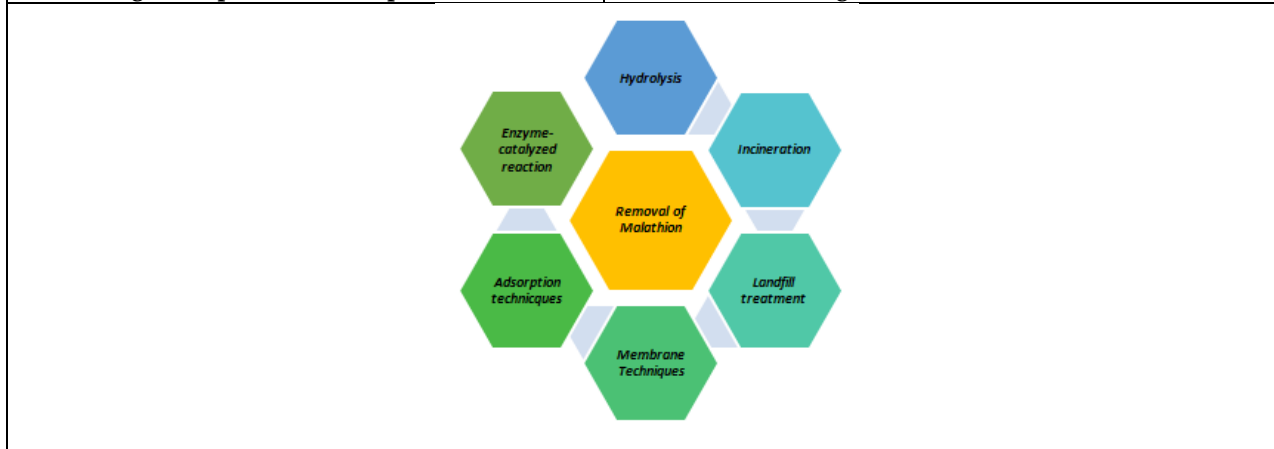 Hydrolysis
Enzyme-
catalyzed
reaction
Incineration
Removal of
Malathion
Adsorption
technicques
Landfill
treatment
Membrane
Techniques